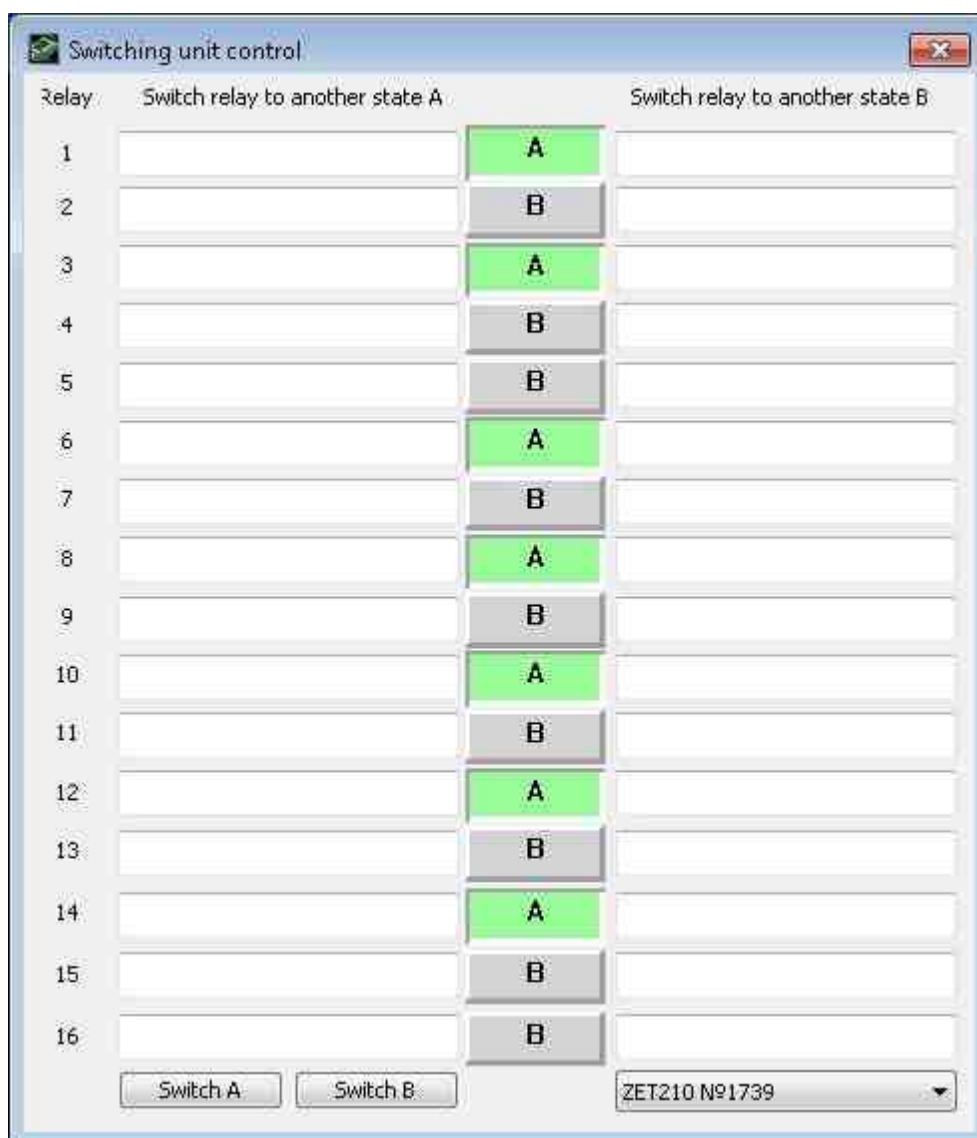 Switching unit control
Relay Switch relay to another state A Switch relay to another state B
1 A
2 B
3 A
4 B
5 B
6 A
7 B
8 A
9 B
10 A
11 B
12 A
13 B
14 A
15 B
16 B
Switch A Switch B ZET210 №1739